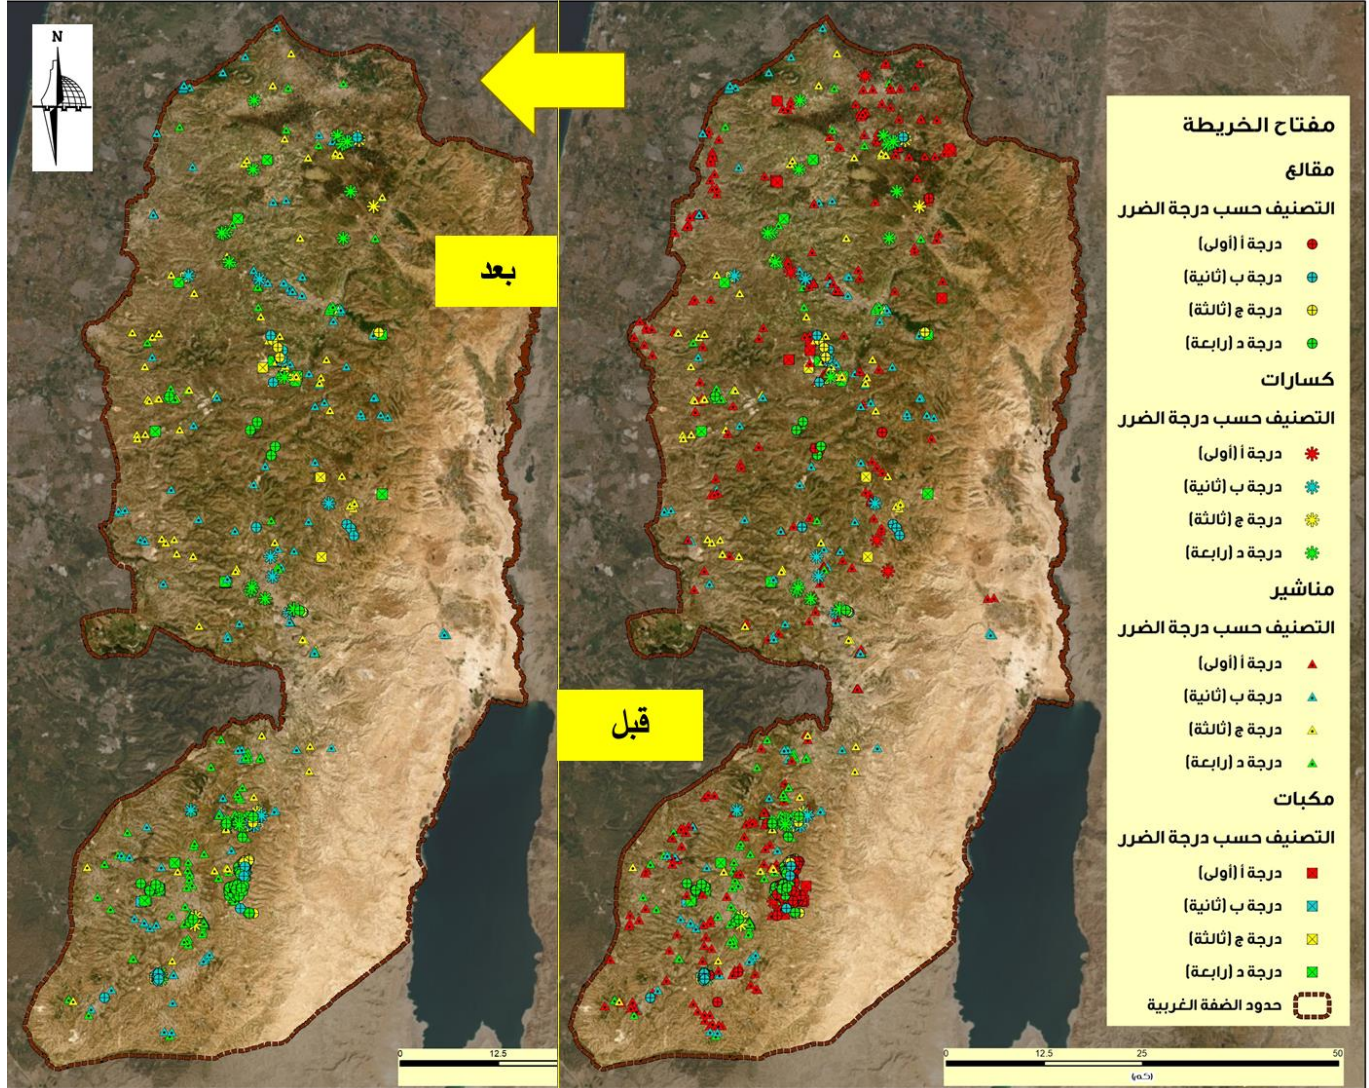 N
بعد
قبل
مفتاح الخريطة
مقالع
التصنيف حسب درجة الضرر
درجة أ (أولى)
درجة ب (ثانية)
درجة ج (ثالثة)
درجة د (رابعة)
كسارات
التصنيف حسب درجة الضرر
درجة أ (أولى)
درجة ب (ثانية)
درجة ج (ثالثة)
درجة د (رابعة)
مناشير
التصنيف حسب درجة الضرر
درجة أ (أولى)
درجة ب (ثانية)
درجة ج (ثالثة)
درجة د (رابعة)
مكبات
التصنيف حسب درجة الضرر
درجة أ (أولى)
درجة ب (ثانية)
درجة ج (ثالثة)
درجة د (رابعة)
حدود الضفة الغربية
0 12.5
0 12.5 25 50
(كم)